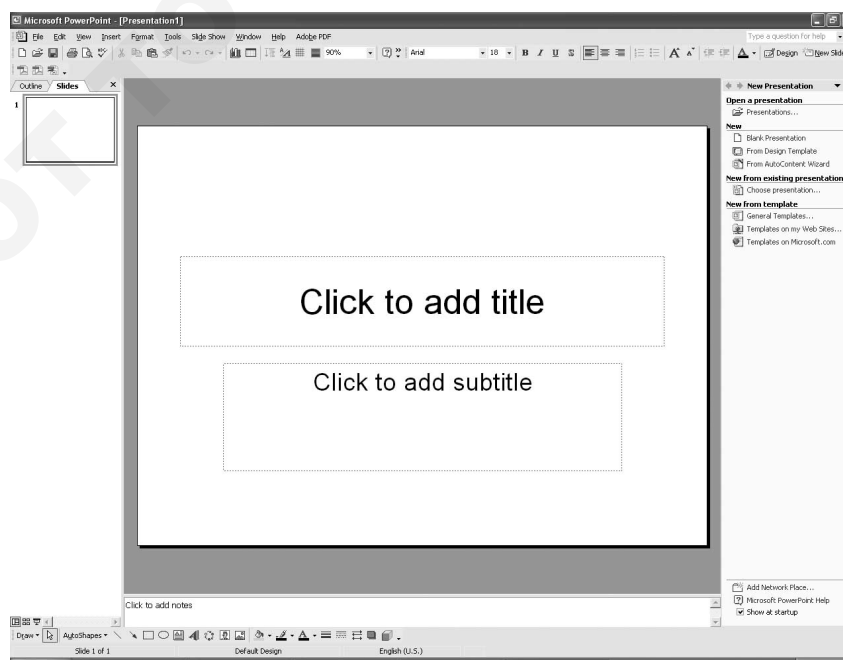 Microsoft PowerPoint - [Presentation1]
File Edit View Insert Format Tools Slide Show Window Help Adobe PDF
Type a question for help
90%
Arial
18
B I U S
Design
New Slide
Outline
Slides
1
Click to add title
Click to add subtitle
New Presentation
Open a presentation
Presentations...
New
Blank Presentation
From Design Template
From AutoContent Wizard
New from existing presentation
Choose presentation...
New from template
General Templates...
Templates on my Web Sites...
Templates on Microsoft.com
Add Network Place...
Microsoft PowerPoint Help
Show at startup
Click to add notes
Draw
AutoShapes
Slide 1 of 1
Default Design
English (U.S.)